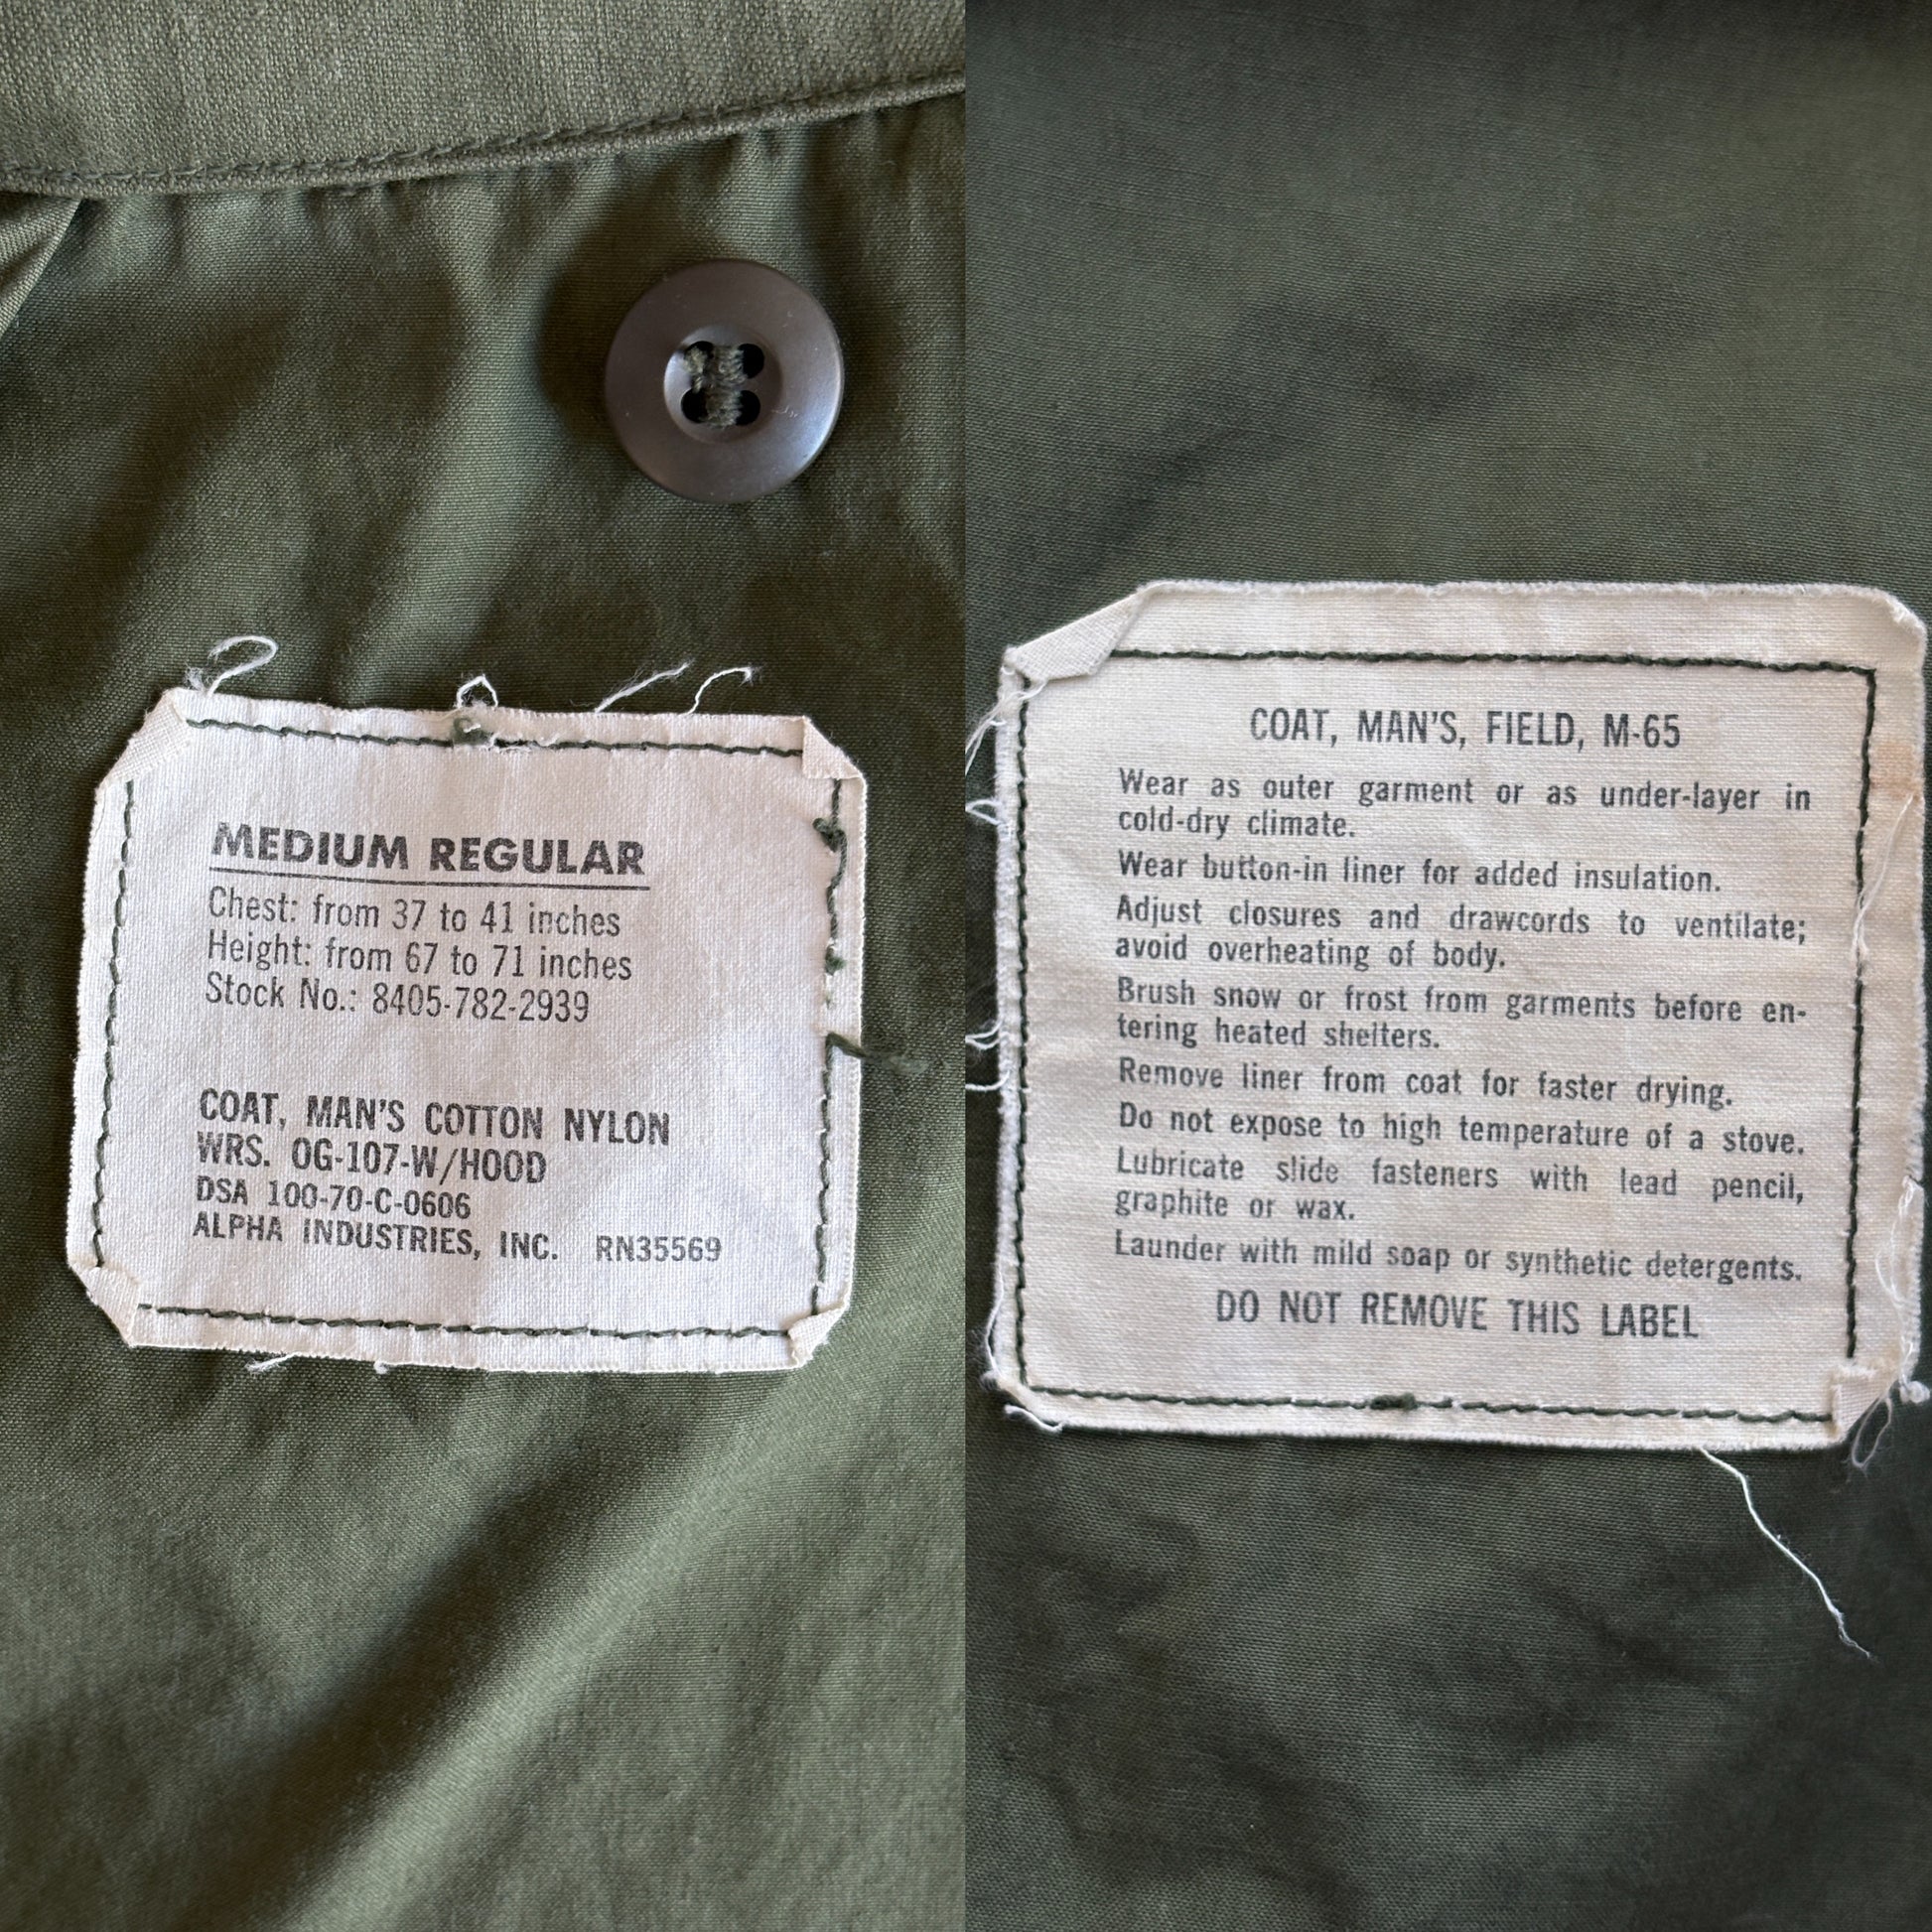 MEDIUM REGULAR
Chest: from 37 to 41 inches
Height: from 67 to 71 inches
Stock No.: 8405-782-2939
COAT, MAN'S COTTON NYLON
WRS. OG-107-W/HOOD
DSA 100-70-C-0606
ALPHA INDUSTRIES, INC. RN35569
COAT, MAN'S, FIELD, M-65
Wear as outer garment or as under-layer in
cold-dry climate.
Wear button-in liner for added insulation.
Adjust closures and drawcords to ventilate;
avoid overheating of body.
Brush snow or frost from garments before en-
tering heated shelters.
Remove liner from coat for faster drying.
Do not expose to high temperature of a stove.
Lubricate slide fasteners with lead pencil,
graphite or wax.
Launder with mild soap or synthetic detergents.
DO NOT REMOVE THIS LABEL